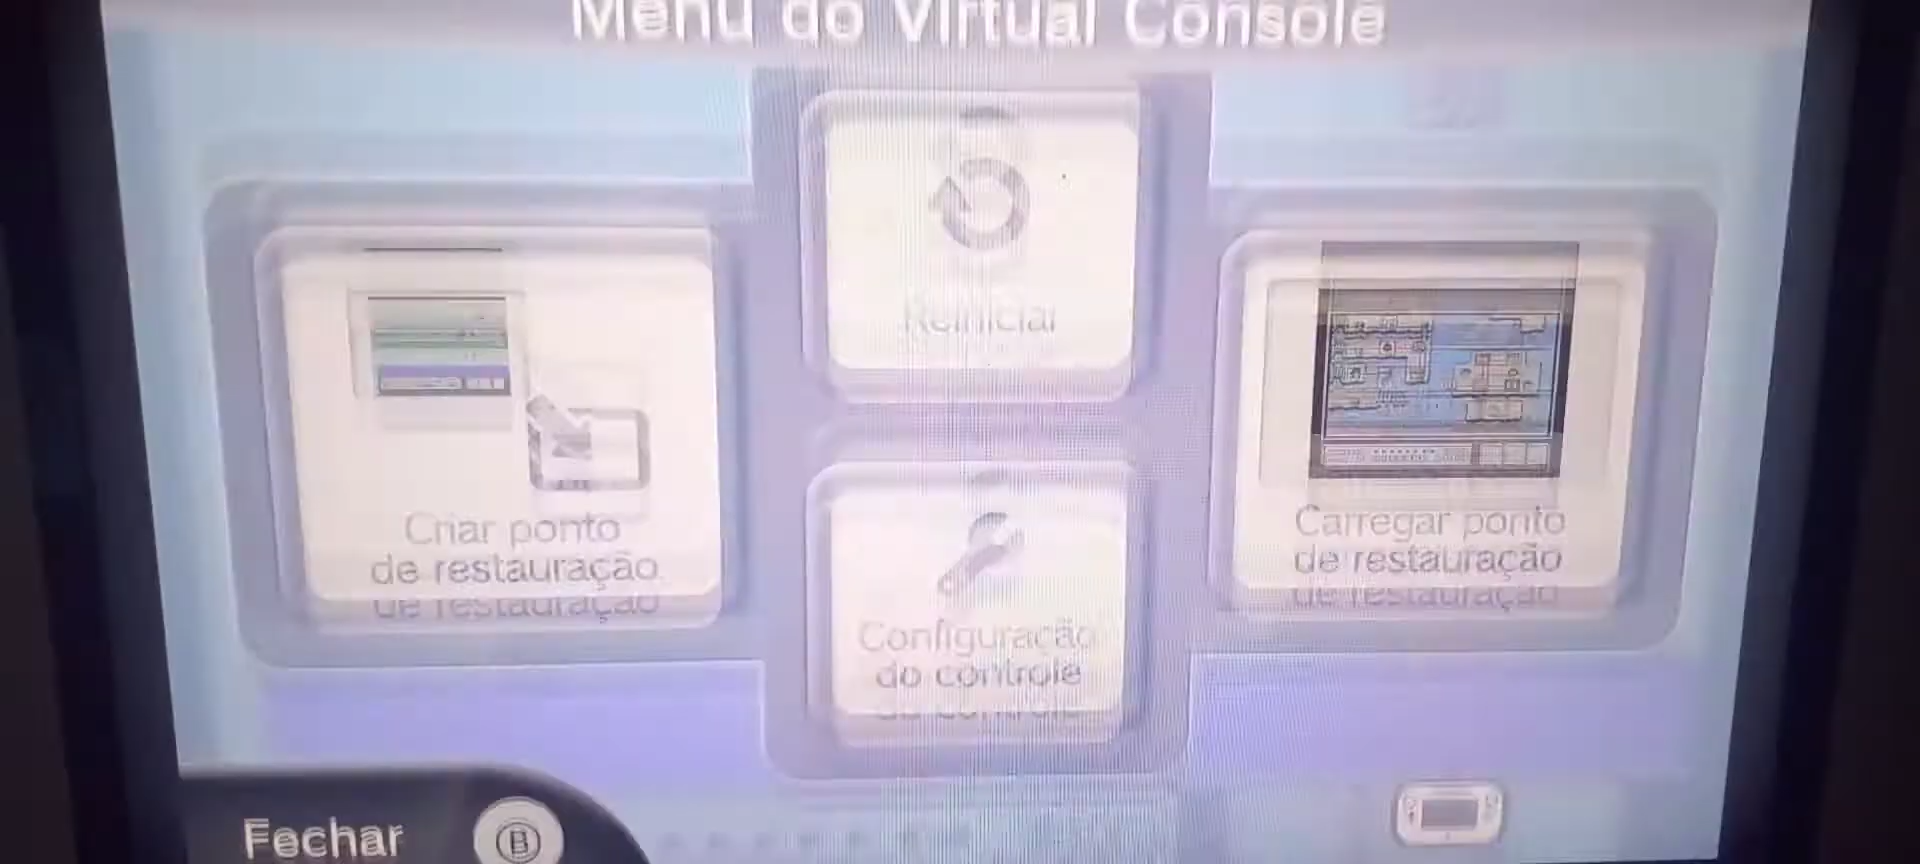 Menu do Virtual Console
Reiniciar
Criar ponto
de restauração
Carregar ponto
de restauração
Configuração
do controle
Fechar B